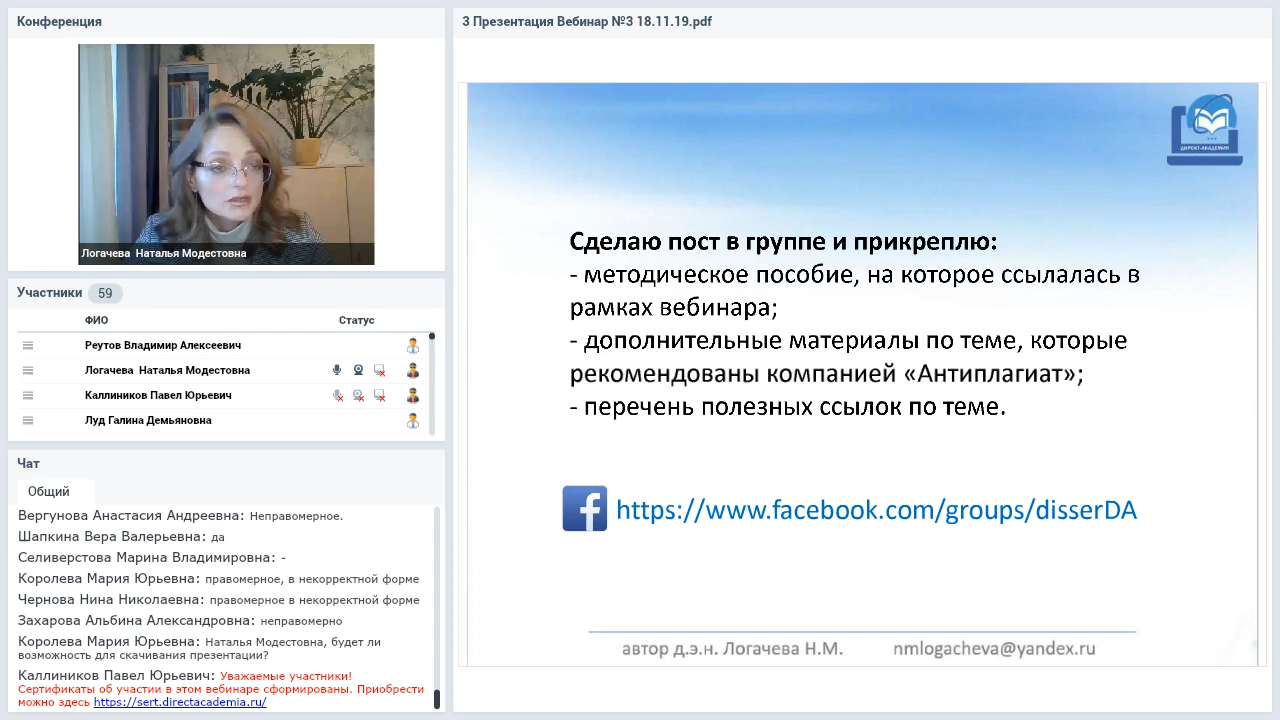 Конференция
Логачева  Наталья Модестовна
Участники 59
ФИО Статус
Реутов Владимир Алексеевич
Логачева  Наталья Модестовна
Каллиников Павел Юрьевич
Луд Галина Демьяновна
Чат
Общий
Вергунова Анастасия Андреевна: Неправомерное.
Шапкина Вера Валерьевна: да
Селиверстова Марина Владимировна: -
Королева Мария Юрьевна: правомерное, в некорректной форме
Чернова Нина Николаевна: правомерное в некорректной форме
Захарова Альбина Александровна: неправомерно
Королева Мария Юрьевна: Наталья Модестовна, будет ли
возможность для скачивания презентации?
Каллиников Павел Юрьевич: Уважаемые участники!
Сертификаты об участии в этом вебинаре сформированы. Приобрести
можно здесь https://sert.directacademia.ru/
3 Презентация Вебинар №3 18.11.19.pdf
ДИРЕКТ-АКАДЕМИЯ
Сделаю пост в группе и прикреплю:
- методическое пособие, на которое ссылалась в
рамках вебинара;
- дополнительные материалы по теме, которые
рекомендованы компанией «Антиплагиат»;
- перечень полезных ссылок по теме.
f https://www.facebook.com/groups/disserDA
автор д.э.н. Логачева Н.М. nmlogacheva@yandex.ru